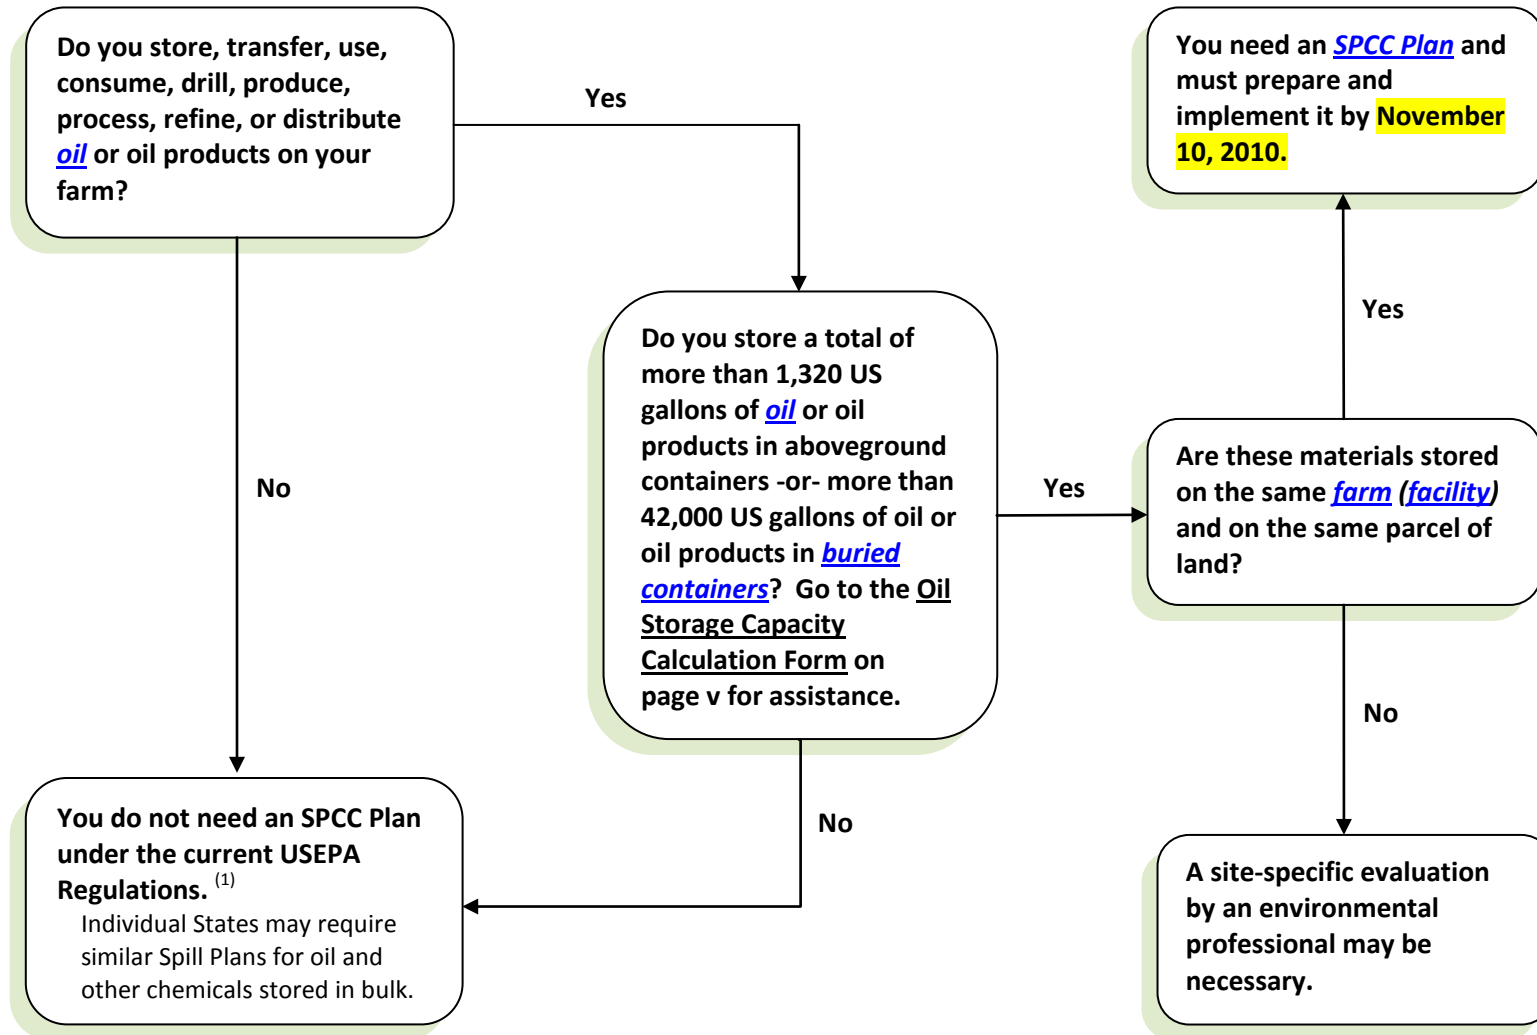 Do you store, transfer, use,
consume, drill, produce,
process, refine, or distribute
oil or oil products on your
farm?
Yes
You need an SPCC Plan and
must prepare and
implement it by November
10, 2010.
No
Do you store a total of
more than 1,320 US
gallons of oil or oil
products in aboveground
containers -or- more than
42,000 US gallons of oil or
oil products in buried
containers? Go to the Oil
Storage Capacity
Calculation Form on
page v for assistance.
Yes
Yes
Are these materials stored
on the same farm (facility)
and on the same parcel of
land?
No
No
You do not need an SPCC Plan
under the current USEPA
Regulations. (1)
Individual States may require
similar Spill Plans for oil and
other chemicals stored in bulk.
A site-specific evaluation
by an environmental
professional may be
necessary.